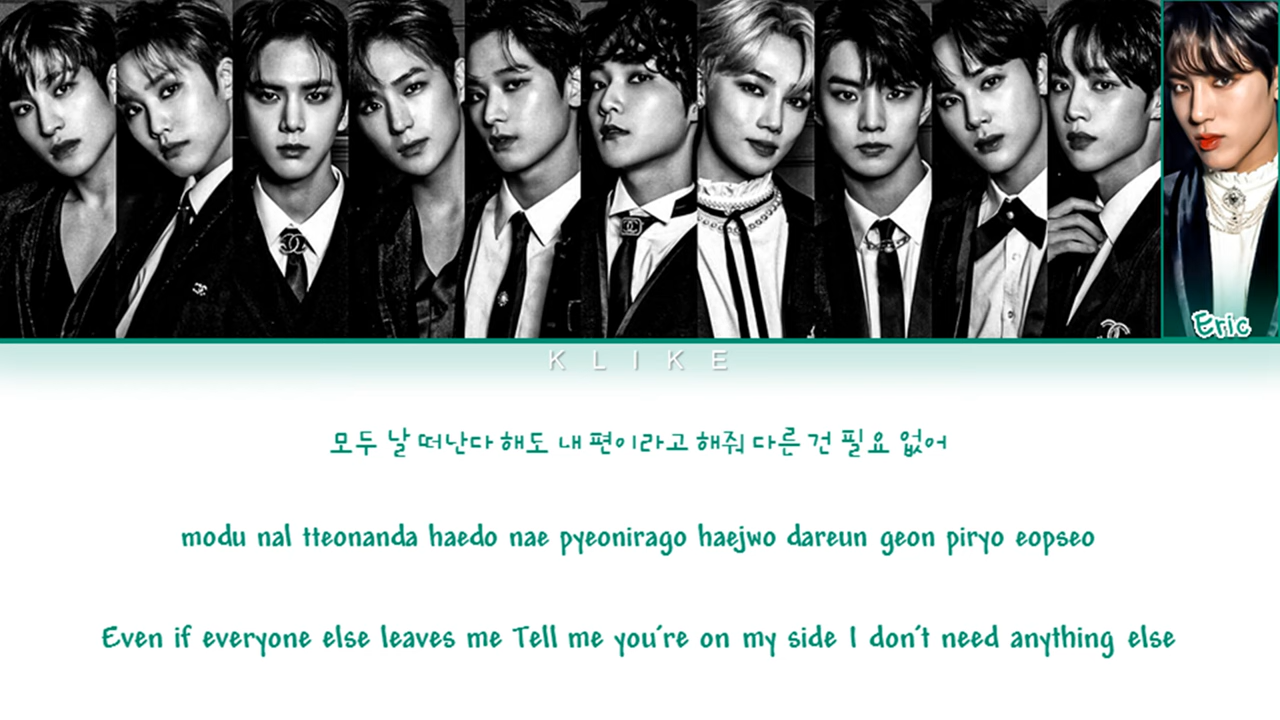 Eric
K L I K E
모두 날 떠난다 해도 내 편이라고 해줘 다른 건 필요 없어
modu nal tteonanda haedo nae pyeonirago haejwo dareun geon piryo eopseo
Even if everyone else leaves me Tell me you're on my side I don't need anything else